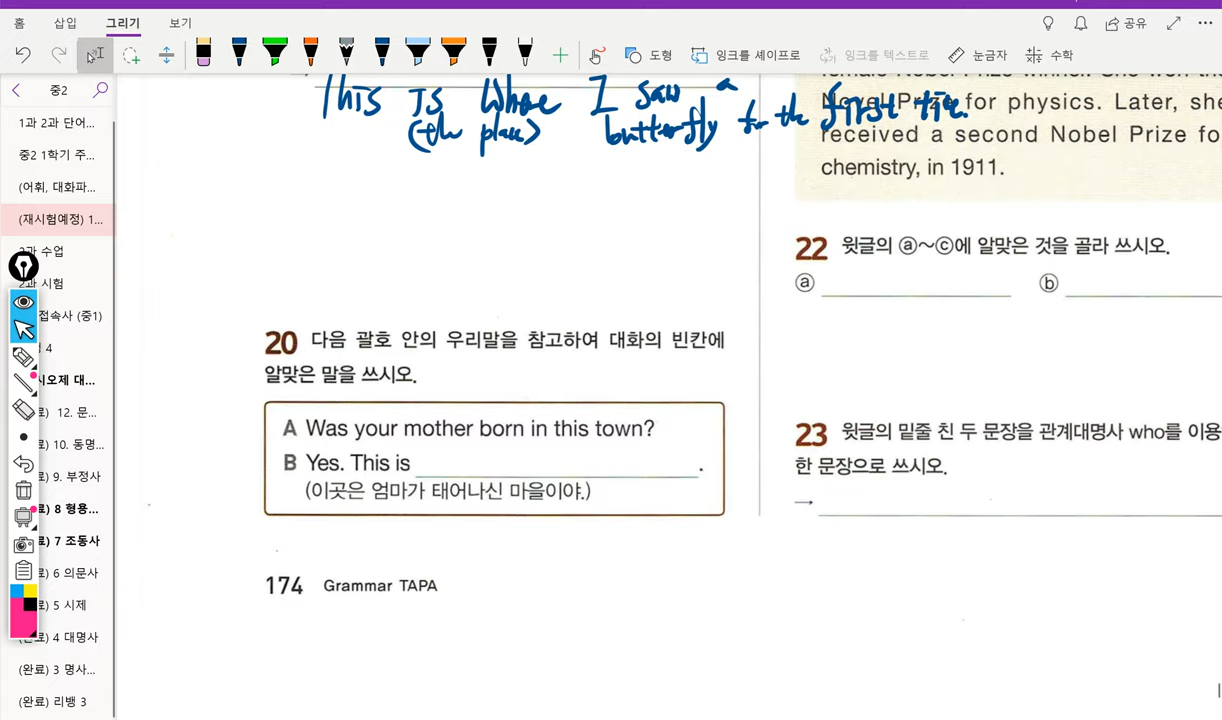 홈 삽입 그리기 보기
공유
도형 잉크를 셰이프로 잉크를 텍스트로 눈금자 수학
중2
1과 2과 단어...
중2 1학기 주...
(어휘, 대화파...
(재시험예정) 1...
과 수업
2과 시험
접속사 (중1)
4
시오제 대...
료) 12. 문...
료) 10. 동명...
료) 9. 부정사
료) 8 형용...
료) 7 조동사
료) 6 의문사
료) 5 시제
(완료) 4 대명사
(완료) 3 명사...
(완료) 리뱅 3
This Is Where I saw a butterfly for the first
(the place)
20 다음 괄호 안의 우리말을 참고하여 대화의 빈칸에
알맞은 말을 쓰시오.
A Was your mother born in this town?
B Yes. This is .
(이곳은 엄마가 태어나신 마을이야.)
174 Grammar TAPA
Novel Prize for physics. Later, she
received a second Nobel Prize fo
chemistry, in 1911.
22 윗글의 ⓐ~ⓒ에 알맞은 것을 골라 쓰시오.
ⓐ ⓑ
23 윗글의 밑줄 친 두 문장을 관계대명사 who를 이용
한 문장으로 쓰시오.
→